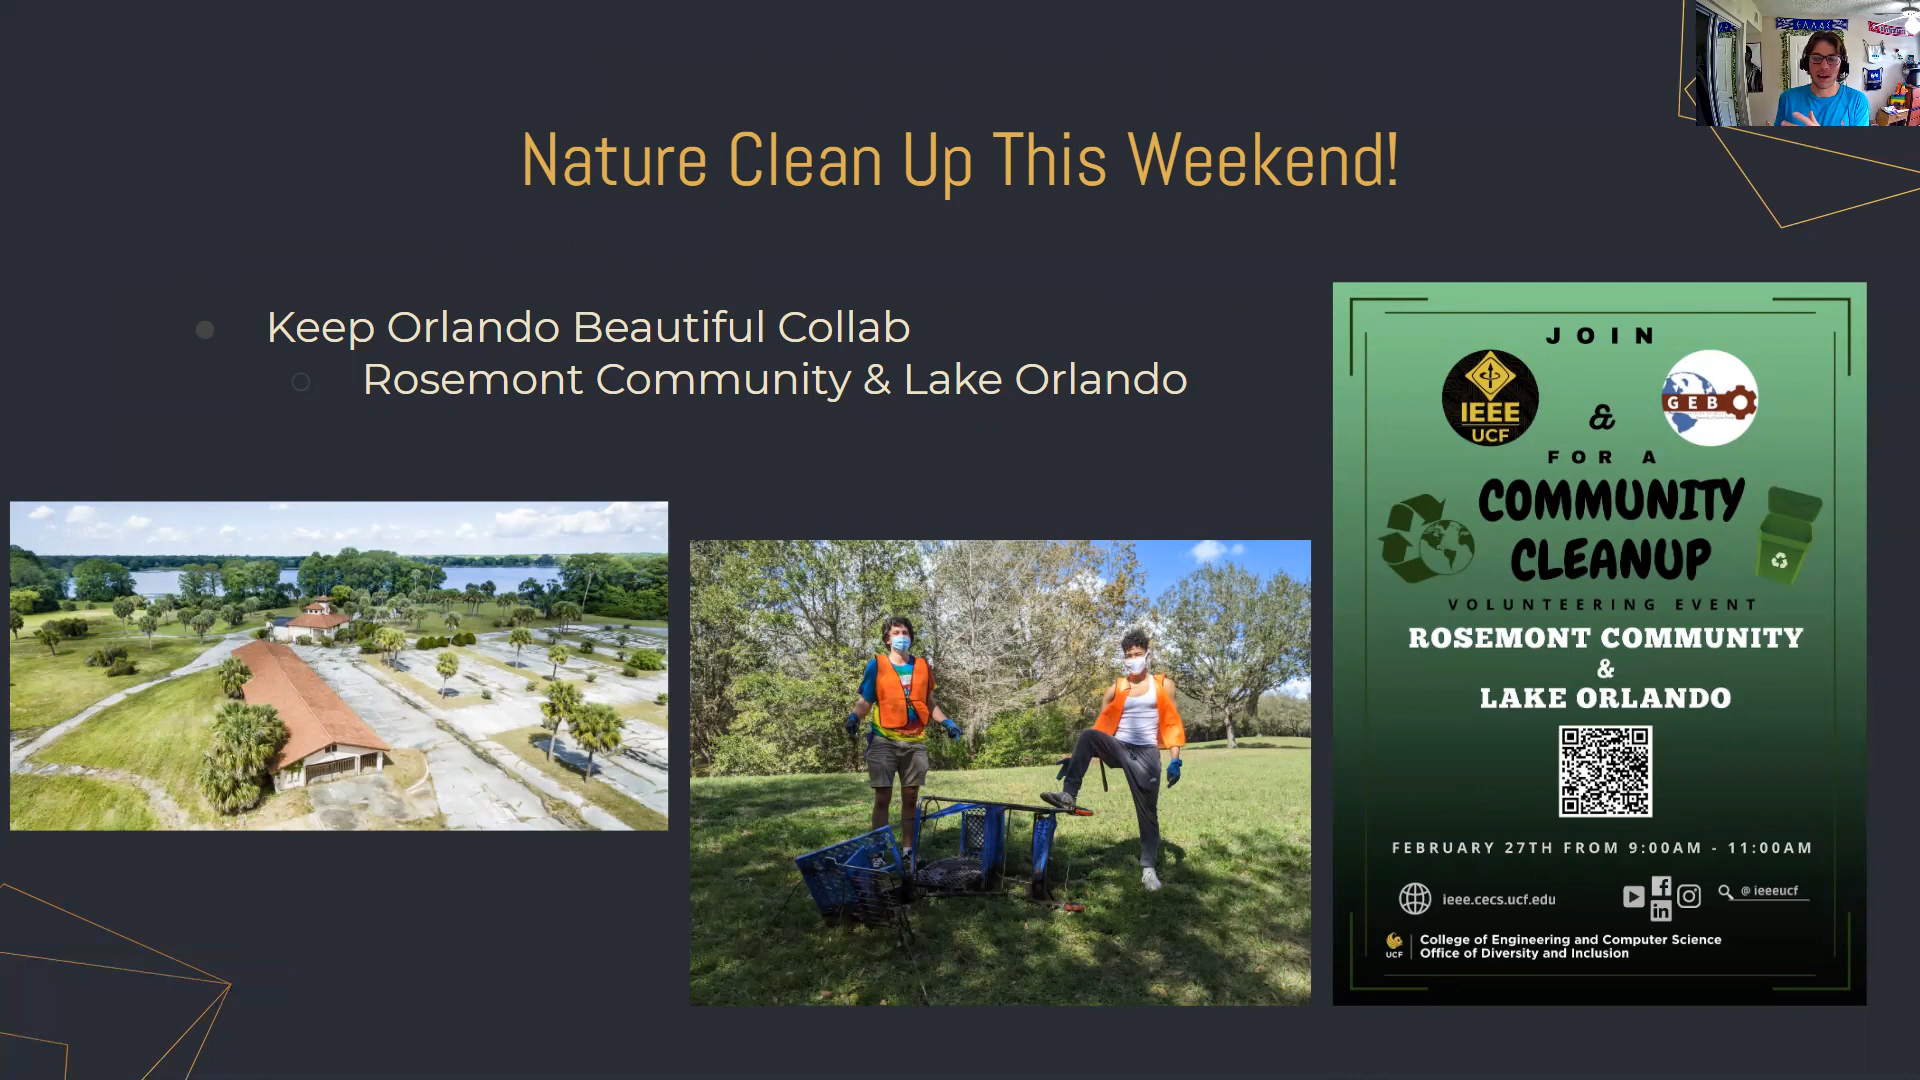 Nature Clean Up This Weekend!
Keep Orlando Beautiful Collab
Rosemont Community & Lake Orlando
JOIN
IEEE
UCF
&
GEB
FOR A
COMMUNITY
CLEANUP
VOLUNTEERING EVENT
ROSEMONT COMMUNITY
&
LAKE ORLANDO
FEBRUARY 27TH FROM 9:00AM - 11:00AM
ieee.cecs.ucf.edu
@ieeeucf
UCF
College of Engineering and Computer Science
Office of Diversity and Inclusion